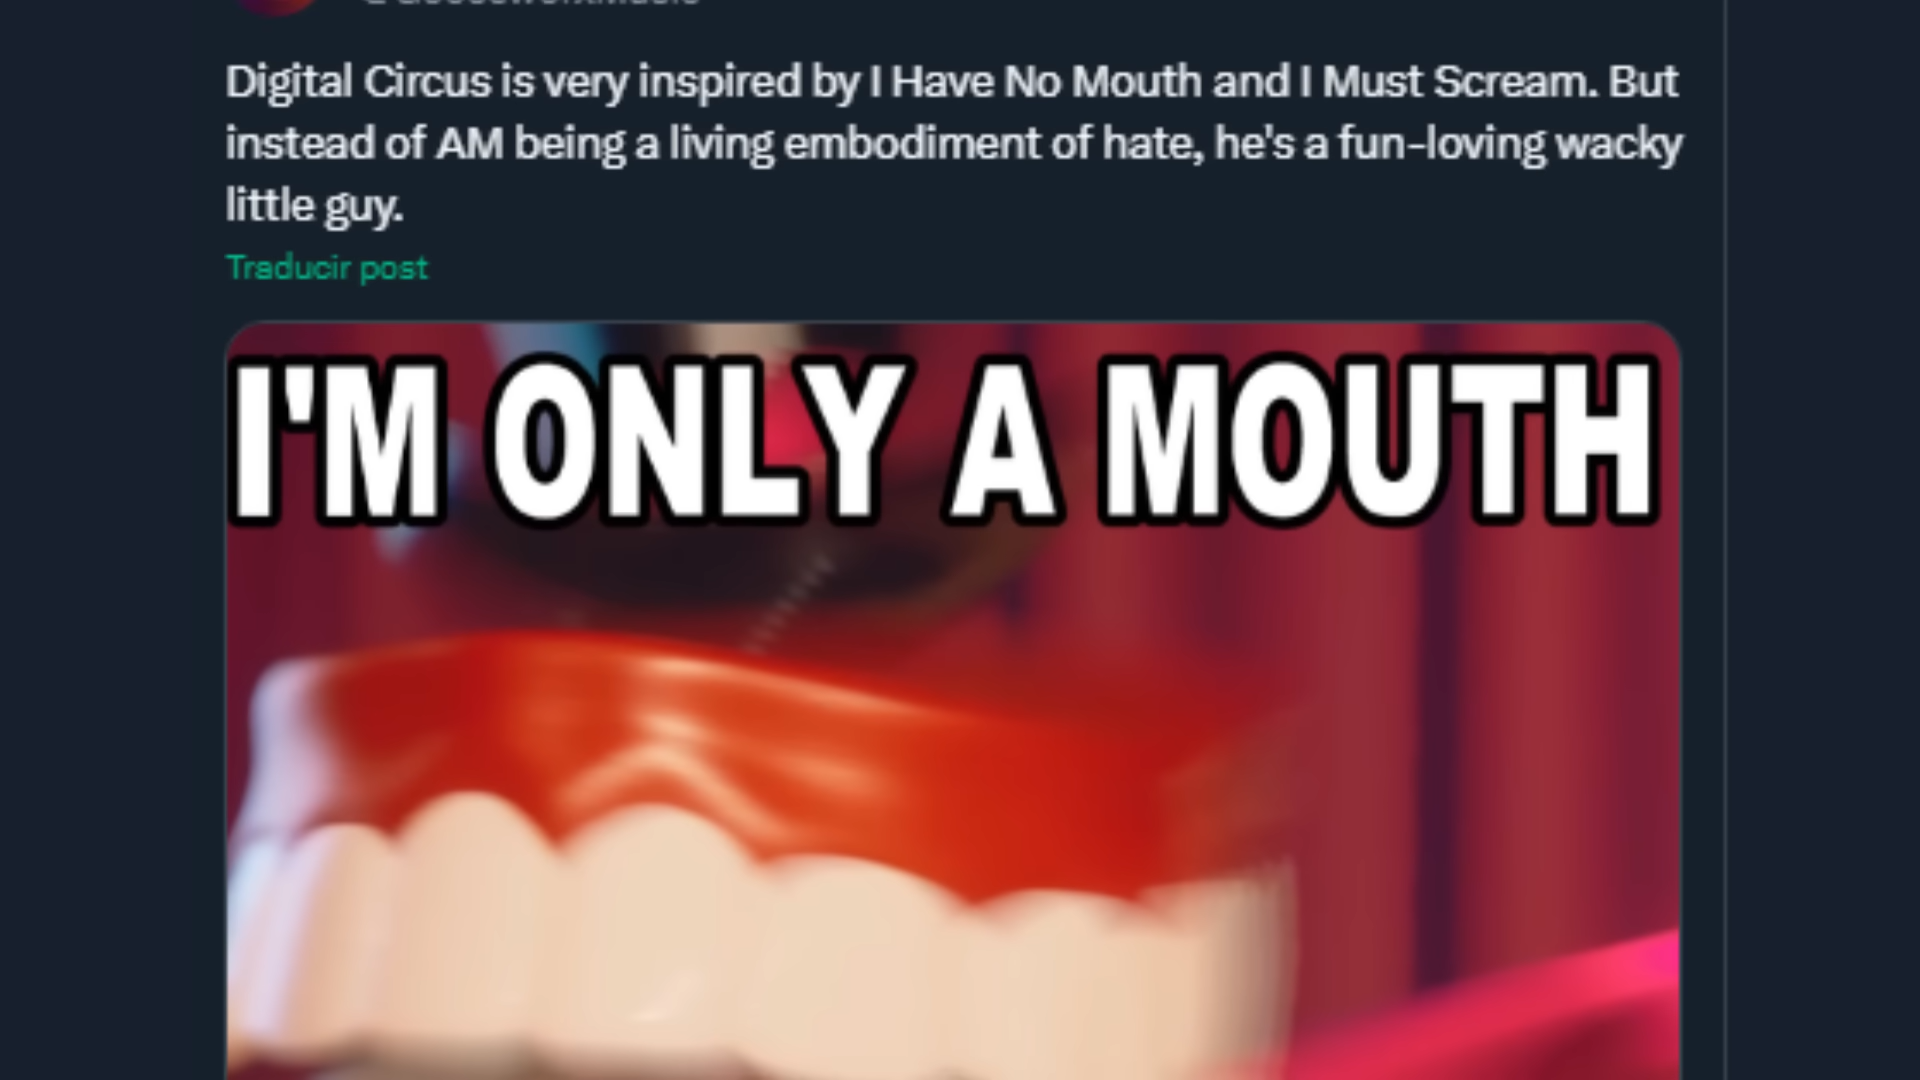 Digital Circus is very inspired by I Have No Mouth and I Must Scream. But
instead of AM being a living embodiment of hate, he's a fun-loving wacky
little guy.
Traducir post
I'M ONLY A MOUTH